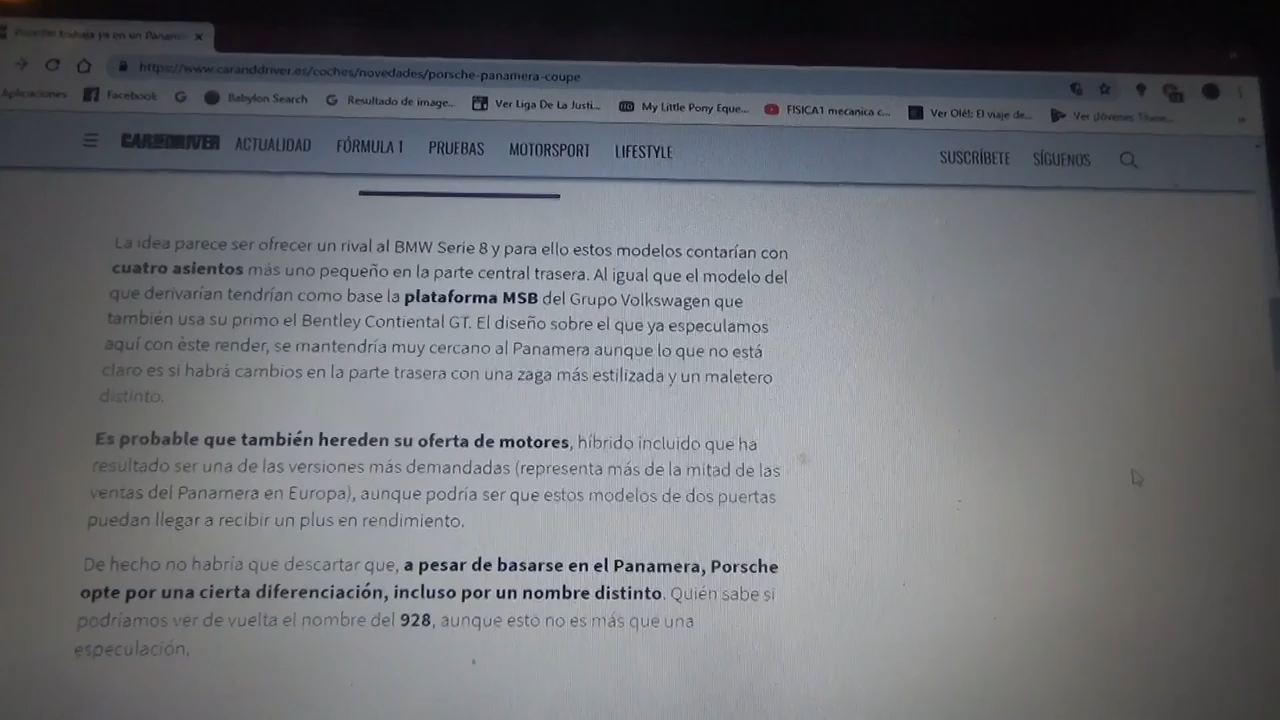 https://www.caranddriver.es/coches/novedades/porsche-panamera-coupe
Aplicaciones Facebook Babylon Search Resultado de image... Ver Liga De La Justi... My Little Pony Eque... FISICA1 mecanica c... Ver Olé!: El viaje de... Ver ¡Jóvenes Titane...
CAR AND DRIVER ACTUALIDAD FÓRMULA 1 PRUEBAS MOTORSPORT LIFESTYLE SUSCRÍBETE SÍGUENOS
La idea parece ser ofrecer un rival al BMW Serie 8 y para ello estos modelos contarían con
cuatro asientos más uno pequeño en la parte central trasera. Al igual que el modelo del
que derivarían tendrían como base la plataforma MSB del Grupo Volkswagen que
también usa su primo el Bentley Contiental GT. El diseño sobre el que ya especulamos
aquí con éste render, se mantendría muy cercano al Panamera aunque lo que no está
claro es si habrá cambios en la parte trasera con una zaga más estilizada y un maletero
distinto.
Es probable que también hereden su oferta de motores, híbrido incluido que ha
resultado ser una de las versiones más demandadas (representa más de la mitad de las
ventas del Panamera en Europa), aunque podría ser que estos modelos de dos puertas
puedan llegar a recibir un plus en rendimiento.
De hecho no habría que descartar que, a pesar de basarse en el Panamera, Porsche
opte por una cierta diferenciación, incluso por un nombre distinto. Quién sabe si
podríamos ver de vuelta el nombre del 928, aunque esto no es más que una
especulación.